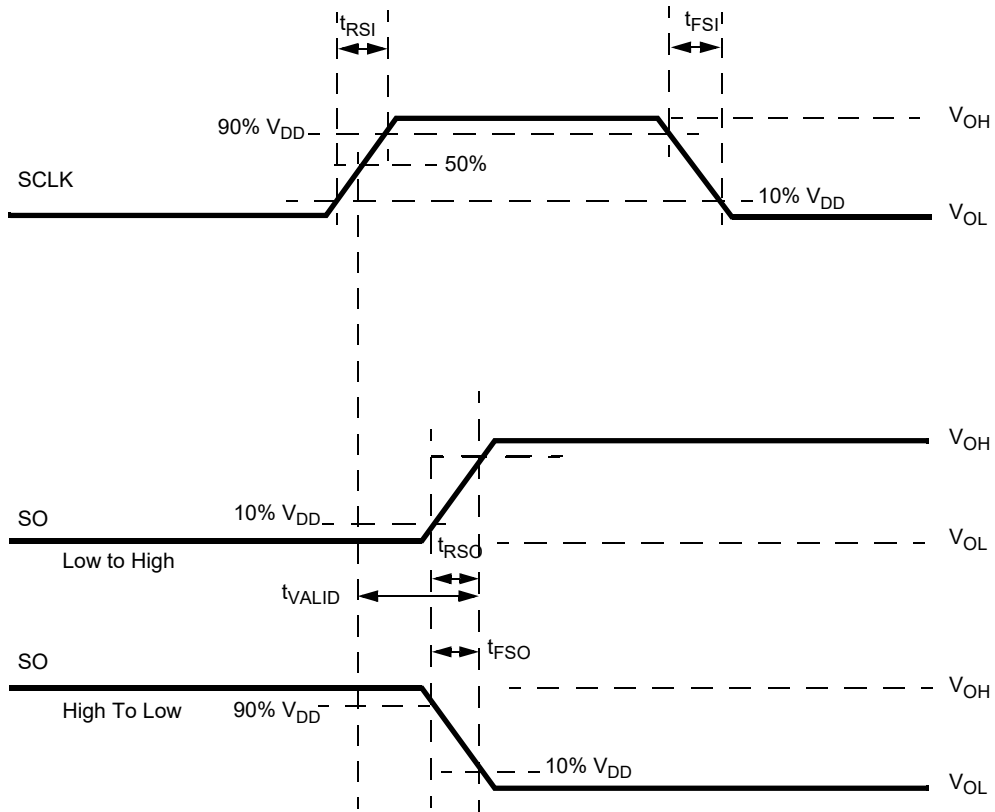 tRSI
tFSI
90% VDD
VOH
50%
SCLK
10% VDD
VOL
VOH
10% VDD
SO
VOL
tRSO
Low to High
tVALID
tFSO
SO
VOH
High To Low
90% VDD
10% VDD
VOL